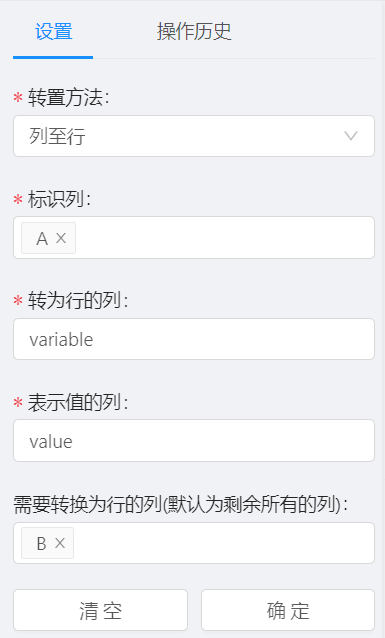 设置 操作历史
* 转置方法:
列至行
* 标识列:
A ×
* 转为行的列:
variable
* 表示值的列:
value
需要转换为行的列(默认为剩余所有的列):
B ×
清 空 确 定